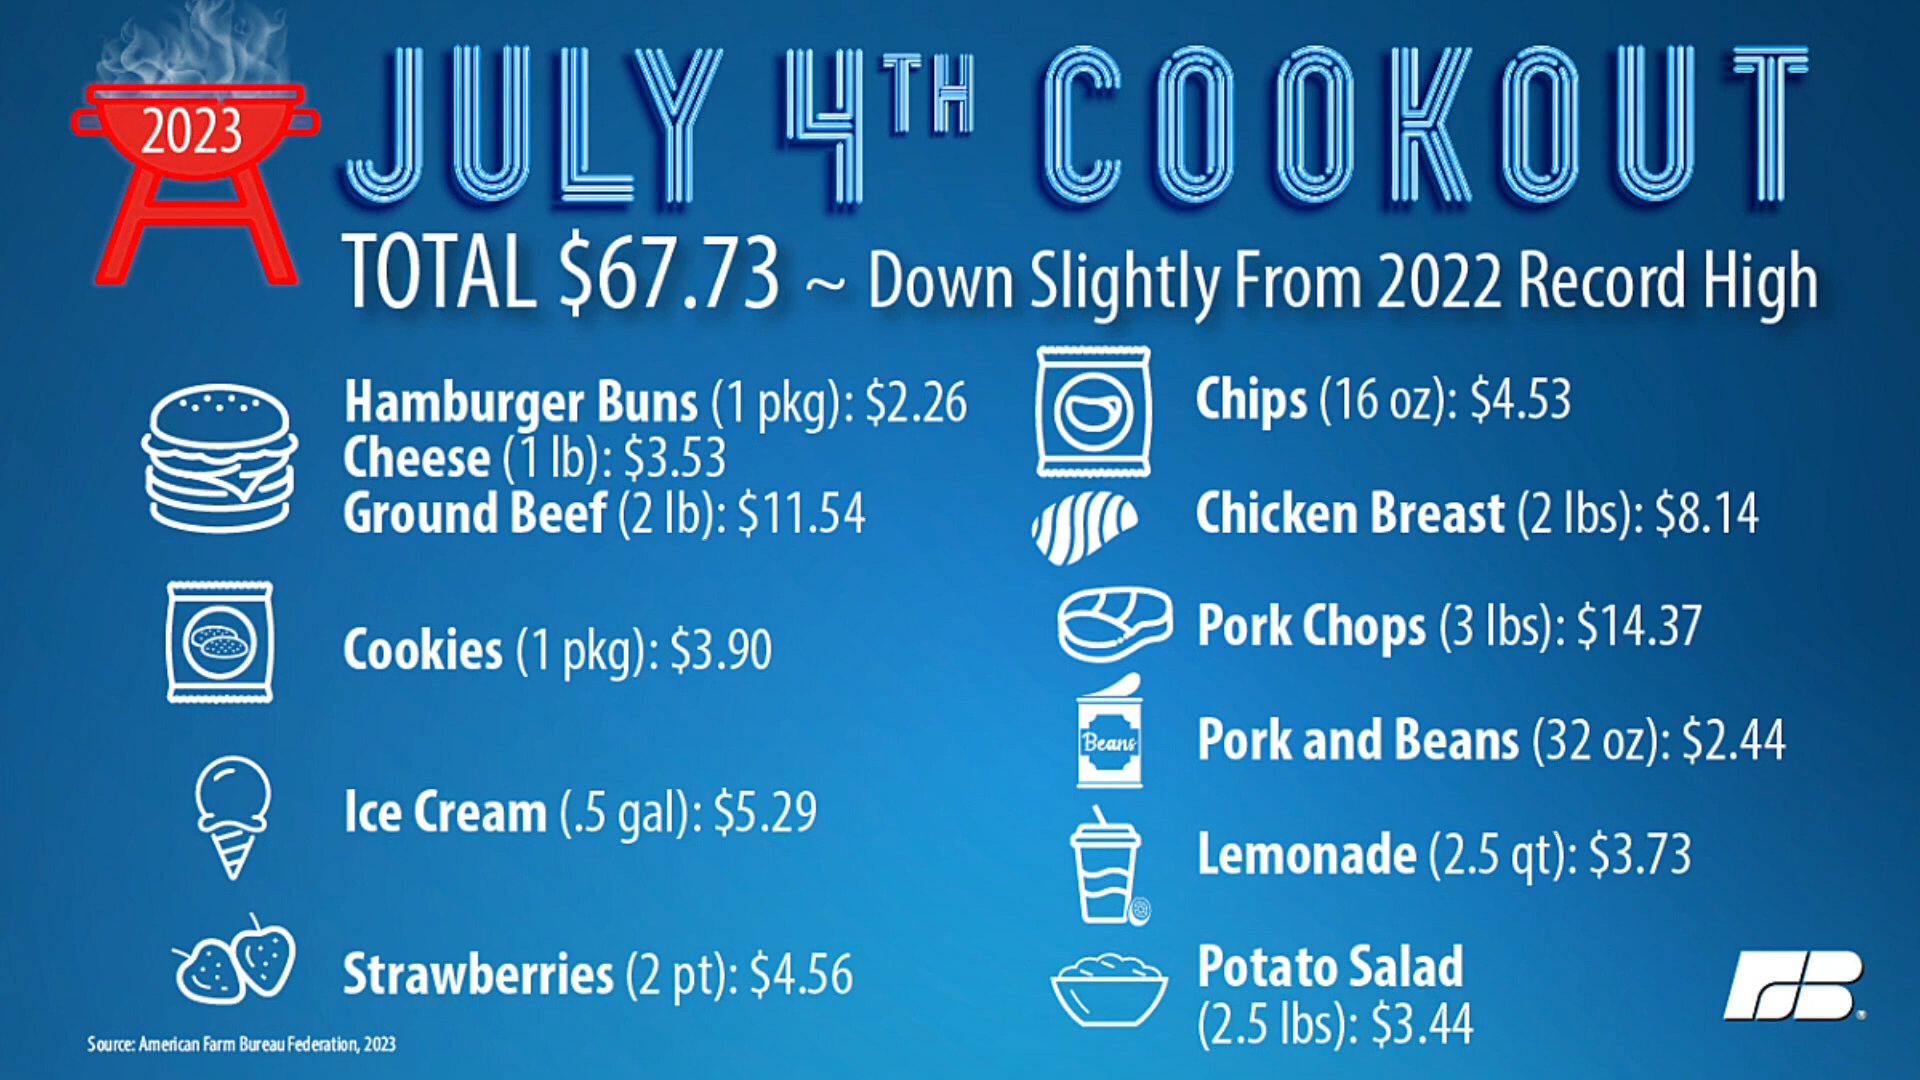 2023
JULY 4TH COOKOUT
TOTAL $67.73 ~ Down Slightly From 2022 Record High
Hamburger Buns (1 pkg): $2.26
Cheese (1 lb): $3.53
Ground Beef (2 lb): $11.54
Cookies (1 pkg): $3.90
Ice Cream (.5 gal): $5.29
Strawberries (2 pt): $4.56
Chips (16 oz): $4.53
Chicken Breast (2 lbs): $8.14
Pork Chops (3 lbs): $14.37
Beans
Pork and Beans (32 oz): $2.44
Lemonade (2.5 qt): $3.73
Potato Salad
(2.5 lbs): $3.44
FB®
Source: American Farm Bureau Federation, 2023